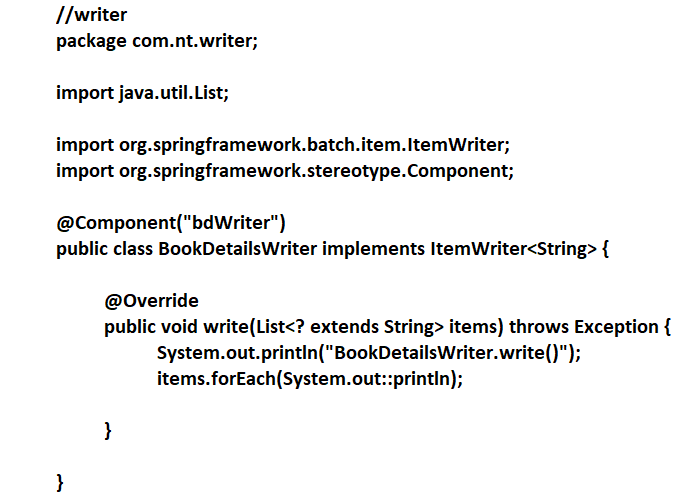 //writer
package com.nt.writer;
import java.util.List;
import org.springframework.batch.item.ItemWriter;
import org.springframework.stereotype.Component;
@Component("bdWriter")
public class BookDetailsWriter implements ItemWriter<String> {
@Override
public void write(List<? extends String> items) throws Exception {
System.out.println("BookDetailsWriter.write()");
items.forEach(System.out::println);
}
}